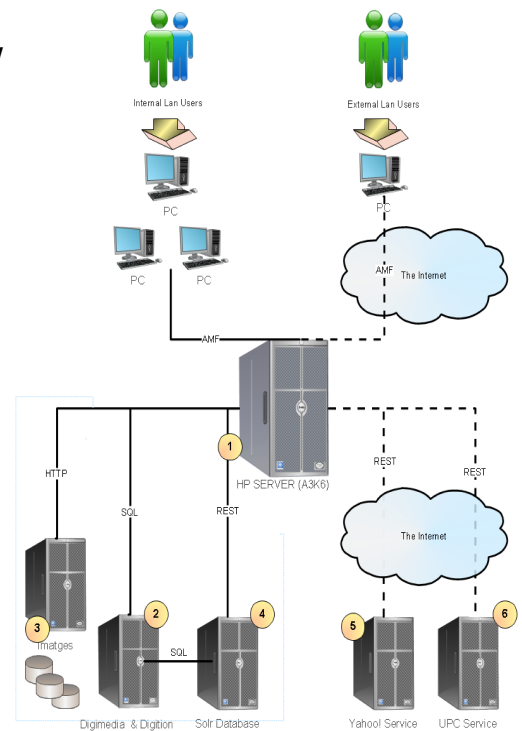 Internal Lan Users
External Lan Users
PC
PC
PC
PC
AMF
The Internet
AMF
1
HP SERVER (A3K6)
HTTP
SQL
REST
REST
REST
The Internet
3
2
4
5
6
Imatges
SQL
Digimedia & Digition
Solr Database
Yahoo! Service
UPC Service